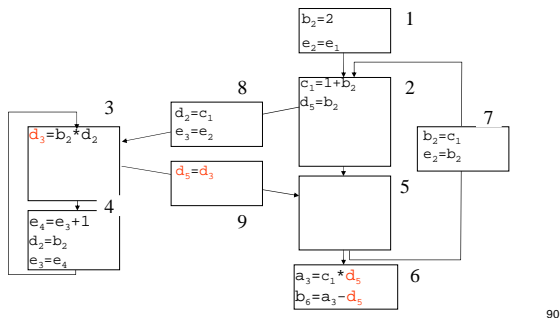 b₂=2
e₂=e₁
1
c₁=1+b₂
d₅=b₂
2
8
d₂=c₁
e₃=e₂
3
d₃=b₂*d₂
7
b₂=c₁
e₂=b₂
d₅=d₃
9
5
4
e₄=e₃+1
d₂=b₂
e₃=e₄
a₃=c₁*d₅
b₆=a₃-d₅
6
90